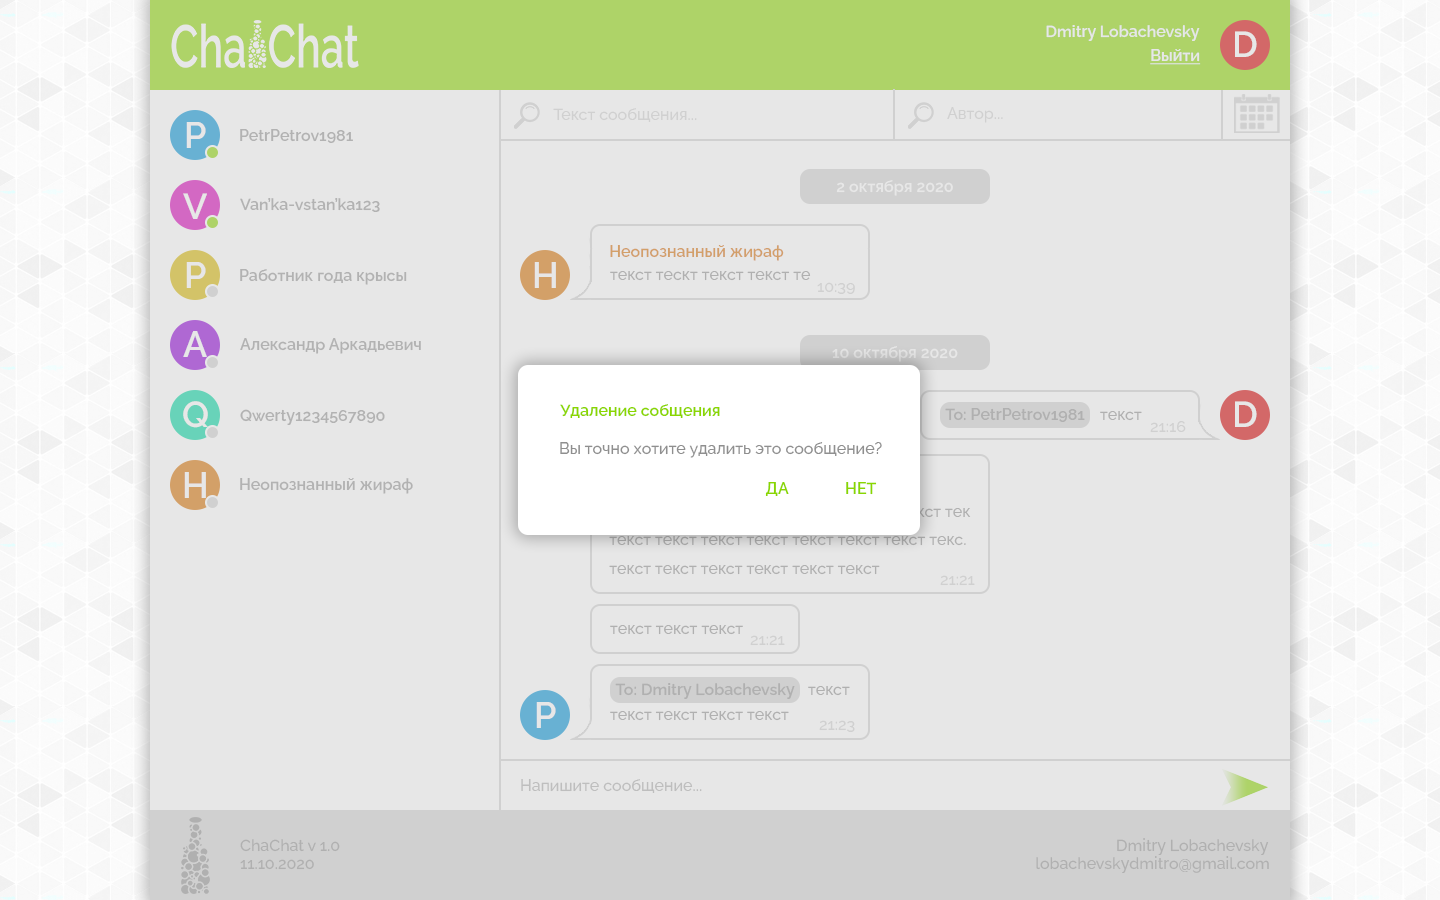 ChaChat
Dmitry Lobachevsky
Выйти
D
P
PetrPetrov1981
V
Van'ka-vstan'ka123
Р
Работник года крысы
А
Александр Аркадьевич
Q
Qwerty1234567890
Н
Неопознанный жираф
Текст сообщения...
Автор...
2 октября 2020
Н
Неопознанный жираф
текст тескт текст текст те
10:39
10 октября 2020
To: PetrPetrov1981 текст
21:16
D
Удаление собщения
Вы точно хотите удалить это сообщение?
ДА НЕТ
кст тек
текст текст текст текст текст текст текст текс.
текст текст текст текст текст текст
21:21
текст текст текст
21:21
P
To: Dmitry Lobachevsky текст
текст текст текст текст
21:23
Напишите сообщение...
ChaChat v 1.0
11.10.2020
Dmitry Lobachevsky
lobachevskydmitro@gmail.com